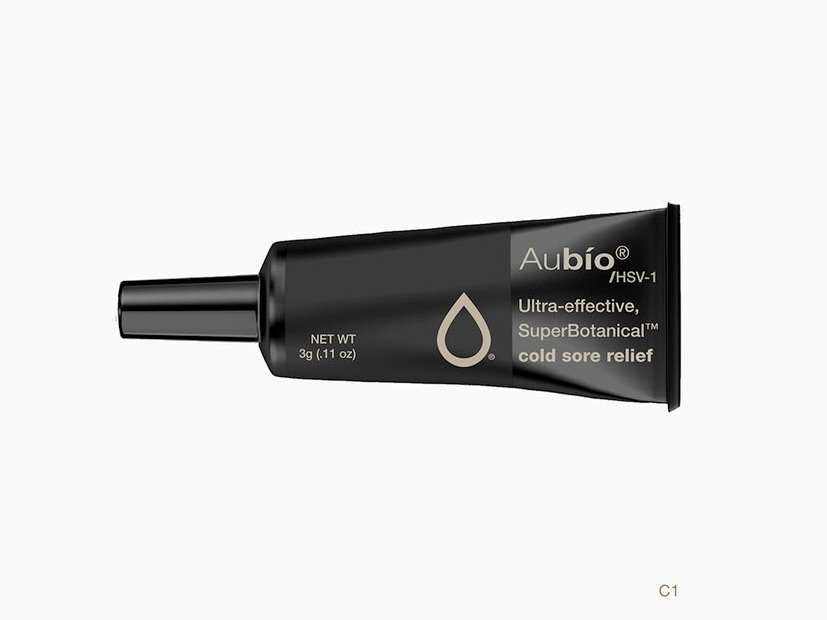 Aubío®
/HSV-1
Ultra-effective,
SuperBotanical™
cold sore relief
NET WT
3g (.11 oz)
®
C1